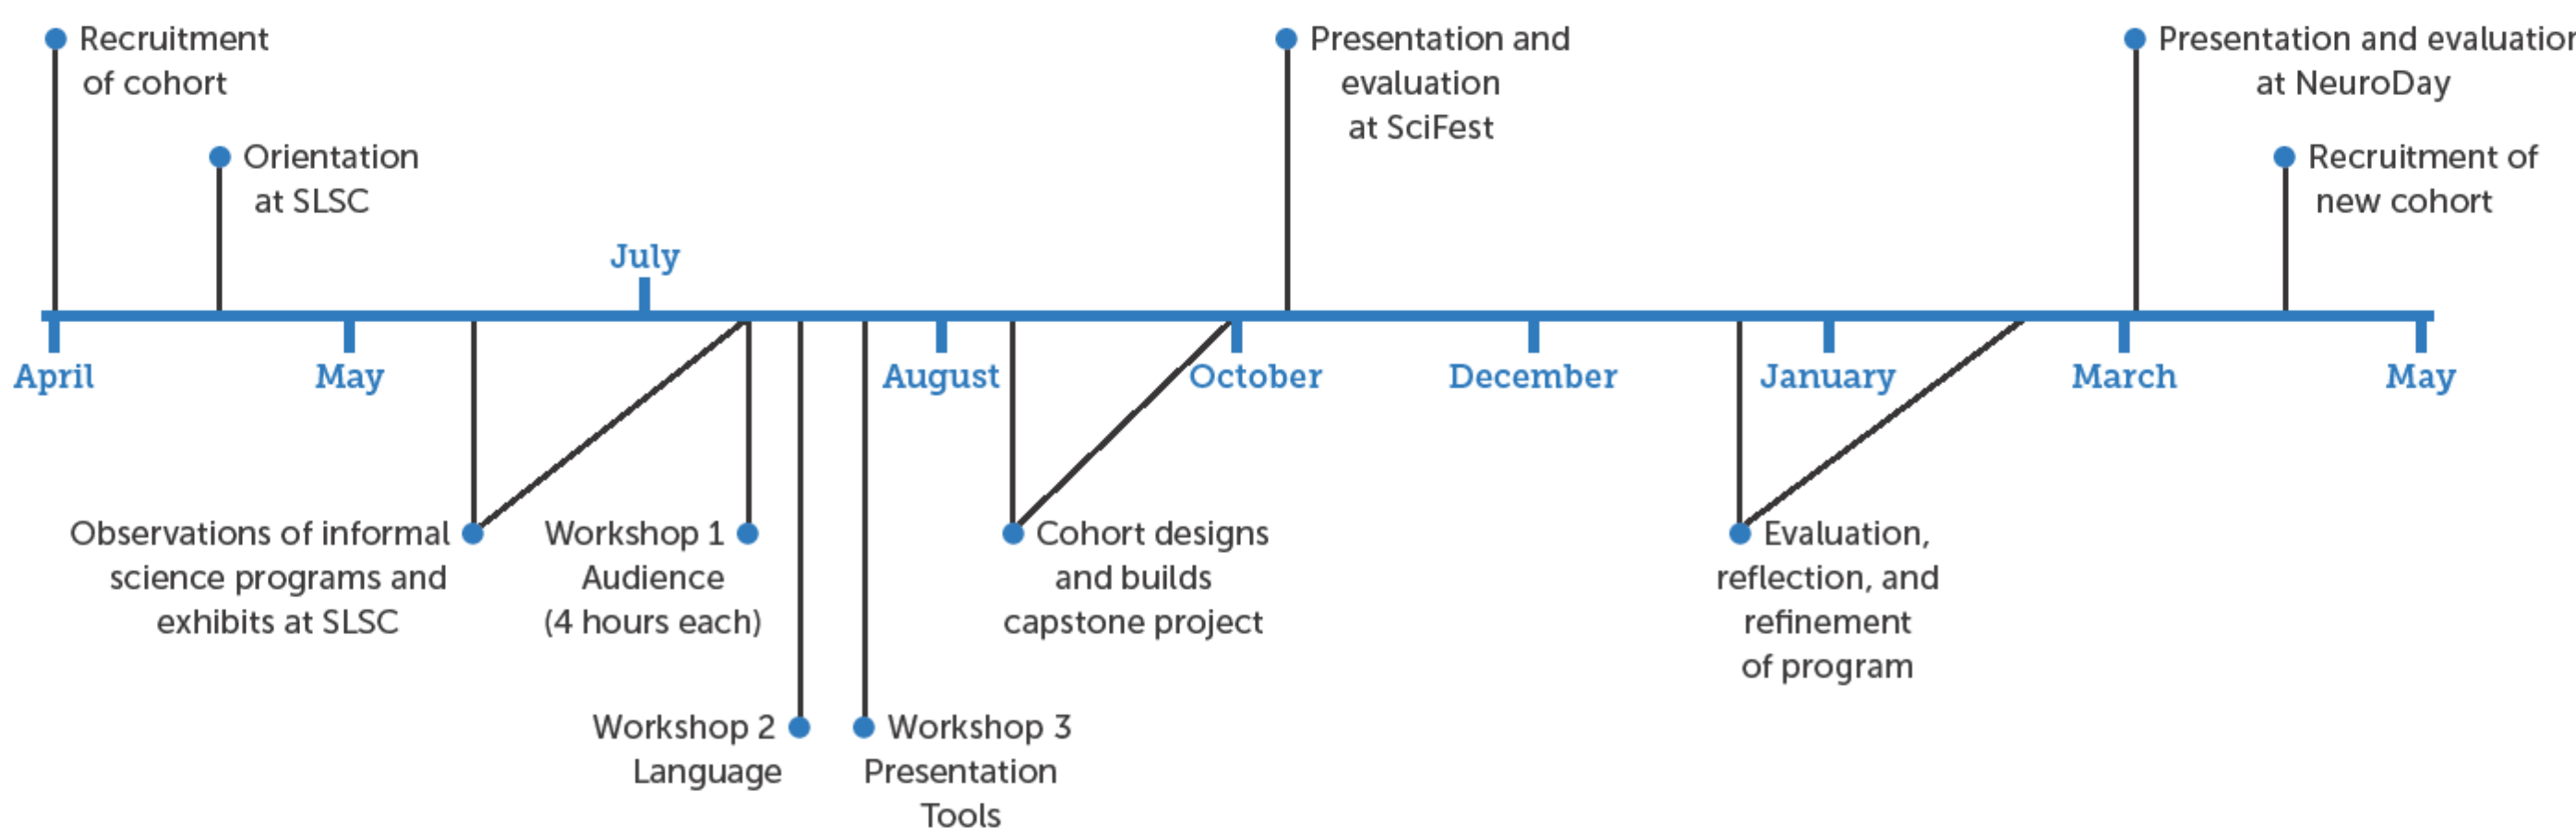 Recruitment
of cohort
Orientation
at SLSC
Presentation and
evaluation
at SciFest
Presentation and evaluation
at NeuroDay
Recruitment of
new cohort
July
April
May
August
October
December
January
March
May
Observations of informal
science programs and
exhibits at SLSC
Workshop 1
Audience
(4 hours each)
Workshop 2
Language
Workshop 3
Presentation
Tools
Cohort designs
and builds
capstone project
Evaluation,
reflection, and
refinement
of program